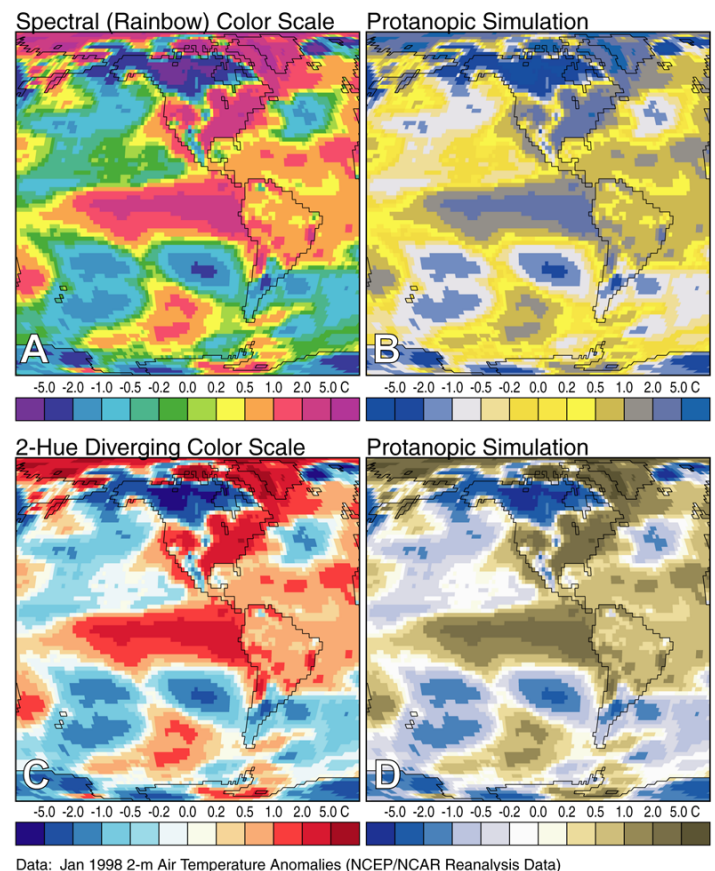 Spectral (Rainbow) Color Scale
Protanopic Simulation
A
B
-5.0 -2.0 -1.0 -0.5 -0.2 0.0 0.2 0.5 1.0 2.0 5.0 C
-5.0 -2.0 -1.0 -0.5 -0.2 0.0 0.2 0.5 1.0 2.0 5.0 C
2-Hue Diverging Color Scale
Protanopic Simulation
C
D
-5.0 -2.0 -1.0 -0.5 -0.2 0.0 0.2 0.5 1.0 2.0 5.0 C
-5.0 -2.0 -1.0 -0.5 -0.2 0.0 0.2 0.5 1.0 2.0 5.0 C
Data: Jan 1998 2-m Air Temperature Anomalies (NCEP/NCAR Reanalysis Data)